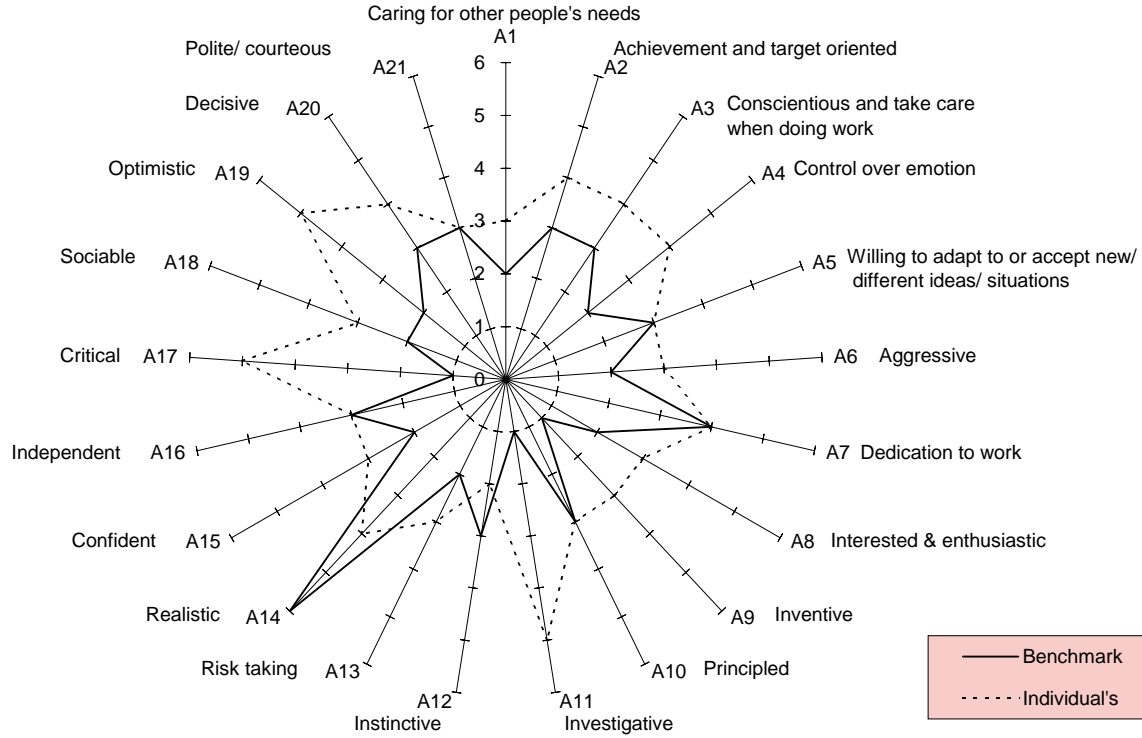 Caring for other people's needs
A1
Polite/ courteous
A21
Achievement and target oriented
A2
Decisive
A20
A3
Conscientious and take care
when doing work
Optimistic
A19
A4
Control over emotion
Sociable
A18
A5
Willing to adapt to or accept new/
different ideas/ situations
Critical
A17
A6
Aggressive
Independent
A16
A7
Dedication to work
Confident
A15
A8
Interested & enthusiastic
Realistic
A14
A9
Inventive
Risk taking
A13
A10
Principled
A12
Instinctive
A11
Investigative
6
5
4
3
2
1
0
Benchmark
Individual's